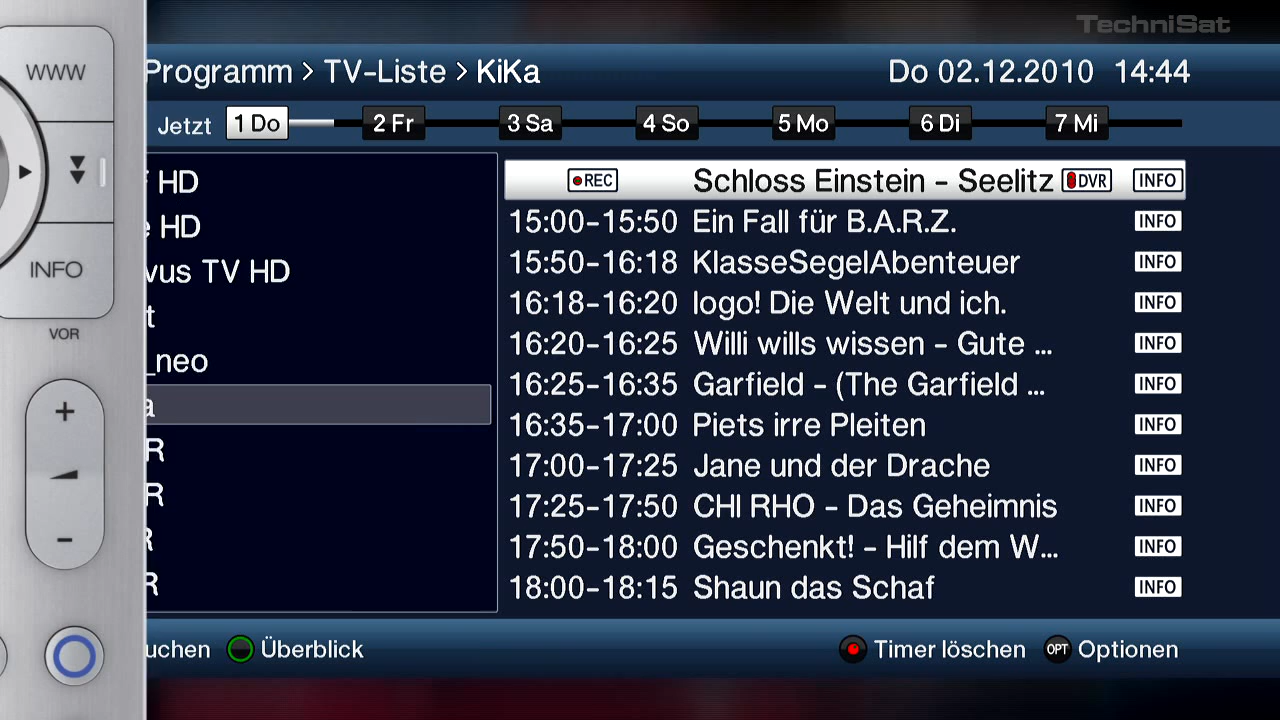 TechniSat
WWW
Programm > TV-Liste > KiKa Do 02.12.2010 14:44
Jetzt 1 Do 2 Fr 3 Sa 4 So 5 Mo 6 Di 7 Mi
HD
REC Schloss Einstein - Seelitz DVR INFO
HD
15:00-15:50 Ein Fall für B.A.R.Z. INFO
INFO
vus TV HD
15:50-16:18 KlasseSegelAbenteuer INFO
t
16:18-16:20 logo! Die Welt und ich. INFO
VOR
_neo
16:20-16:25 Willi wills wissen - Gute ... INFO
a
16:25-16:35 Garfield - (The Garfield ... INFO
+
R
16:35-17:00 Piets irre Pleiten INFO
R
17:00-17:25 Jane und der Drache INFO
R
17:25-17:50 CHI RHO - Das Geheimnis INFO
-
R
17:50-18:00 Geschenkt! - Hilf dem W... INFO
18:00-18:15 Shaun das Schaf INFO
uchen Überblick Timer löschen OPT Optionen